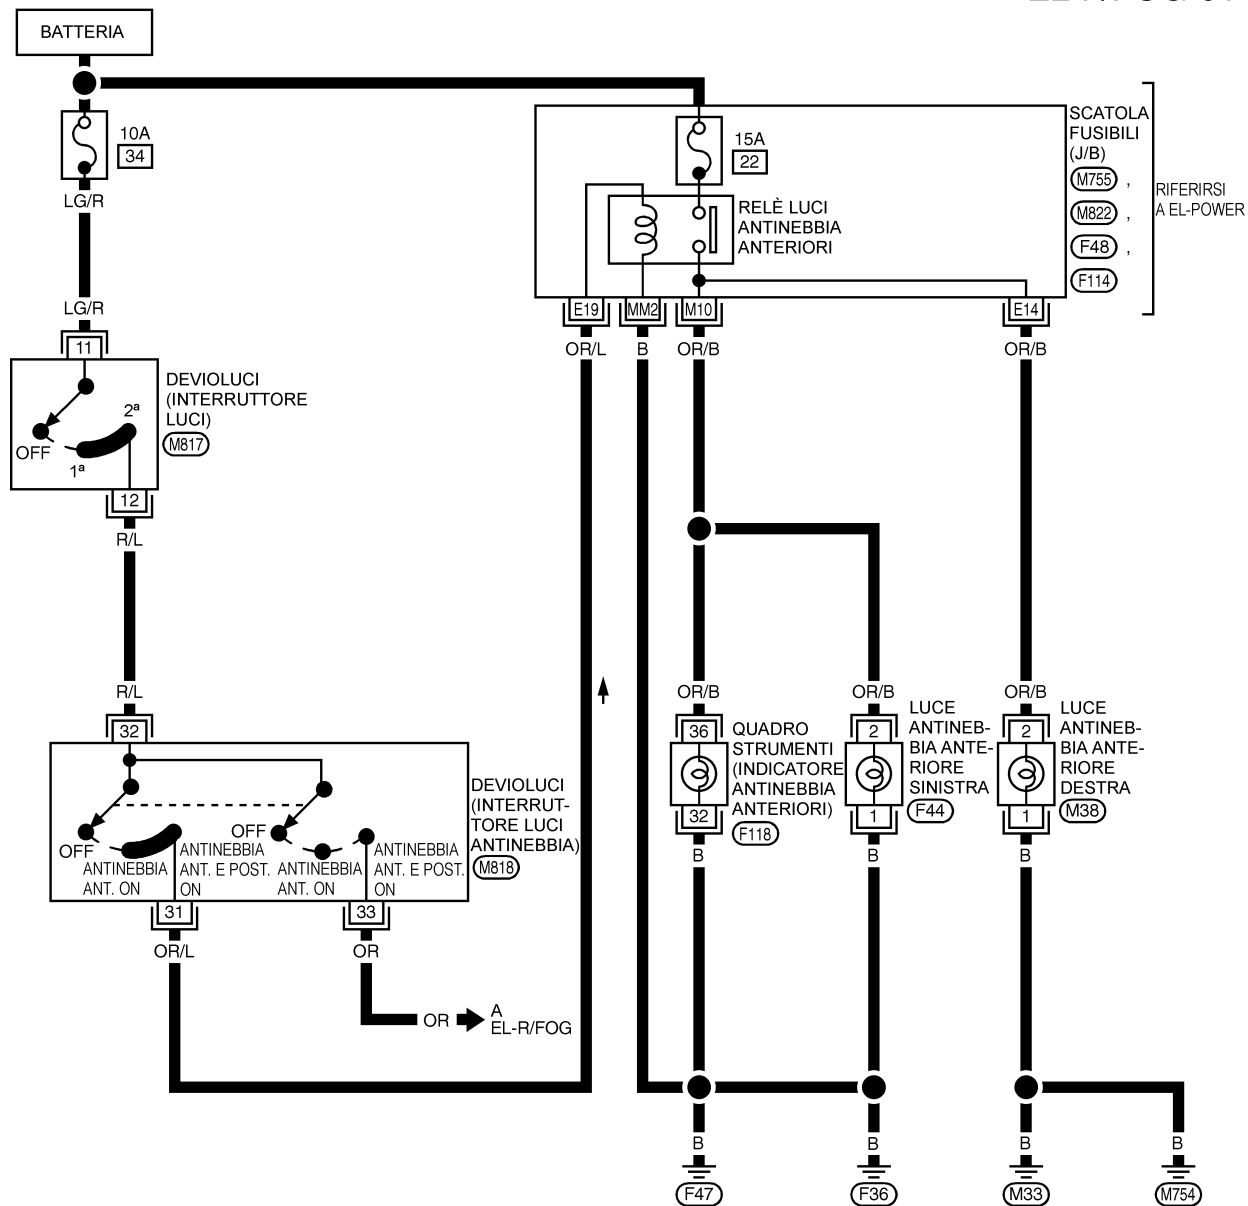 BATTERIA
10A
34
LG/R
LG/R
11
DEVIOLUCI
(INTERRUTTORE
LUCI)
M817
OFF
1ª
2ª
12
R/L
R/L
32
OFF
ANTINEBBIA
ANT. ON
ANTINEBBIA
ANT. E POST.
ON
OFF
ANTINEBBIA
ANT. ON
ANTINEBBIA
ANT. E POST.
ON
DEVIOLUCI
(INTERRUT-
TORE LUCI
ANTINEBBIA)
M818
31
33
OR/L
OR
OR
A
EL-R/FOG
15A
22
RELÈ LUCI
ANTINEBBIA
ANTERIORI
SCATOLA
FUSIBILI
(J/B)
M755 ,
M822 ,
F48 ,
F114
RIFERIRSI
A EL-POWER
E19
MM2
M10
E14
OR/L
B
OR/B
OR/B
OR/B
OR/B
OR/B
36
QUADRO
STRUMENTI
(INDICATORE
ANTINEBBIA
ANTERIORI)
F118
32
2
LUCE
ANTINEB-
BIA ANTE-
RIORE
SINISTRA
F44
1
2
LUCE
ANTINEB-
BIA ANTE-
RIORE
DESTRA
M38
1
B
B
B
B
B
B
B
F47
F36
M33
M754